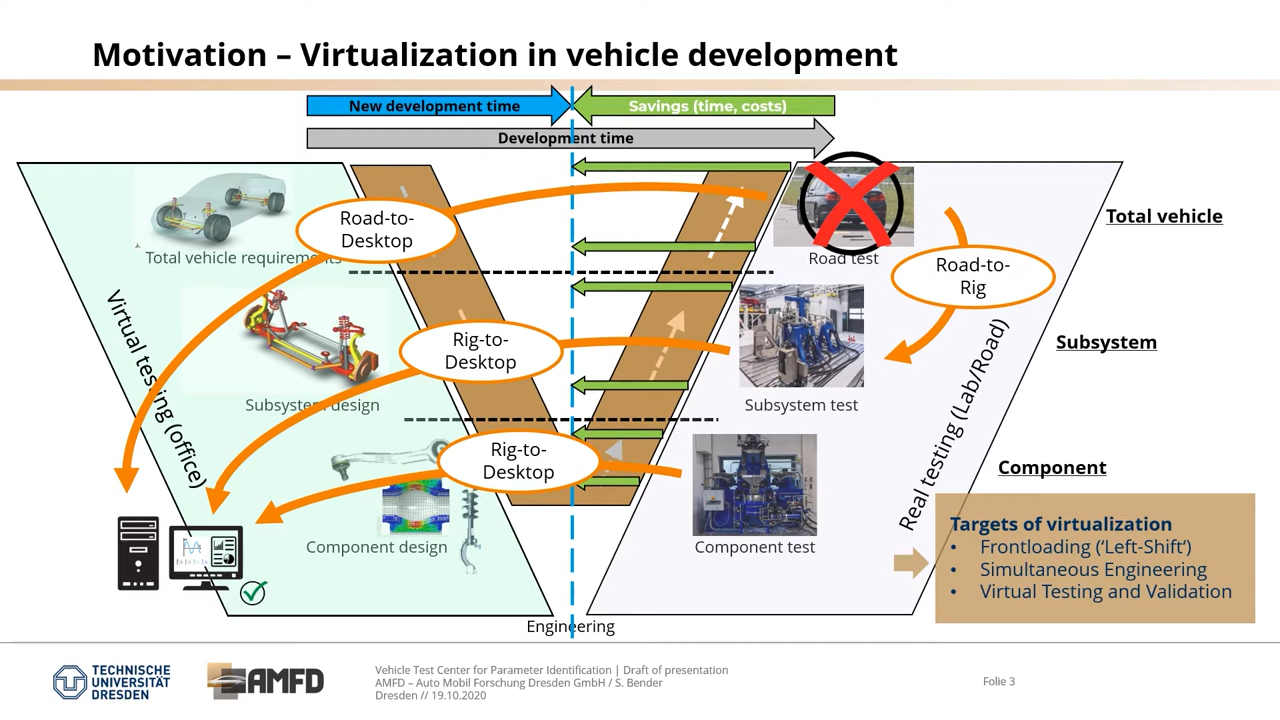 Motivation – Virtualization in vehicle development
New development time
Savings (time, costs)
Development time
Road-to-
Desktop
Total vehicle requirements
Road test
Total vehicle
Road-to-
Rig
Virtual testing (office)
Rig-to-
Desktop
Subsystem
Subsystem design
Subsystem test
Real testing (Lab/Road)
Rig-to-
Desktop
Component
Component design
Component test
Targets of virtualization
• Frontloading (‘Left-Shift‘)
• Simultaneous Engineering
• Virtual Testing and Validation
Engineering
TECHNISCHE
UNIVERSITÄT
DRESDEN
AMFD
Vehicle Test Center for Parameter Identification | Draft of presentation
AMFD – Auto Mobil Forschung Dresden GmbH / S. Bender
Dresden // 19.10.2020
Folie 3